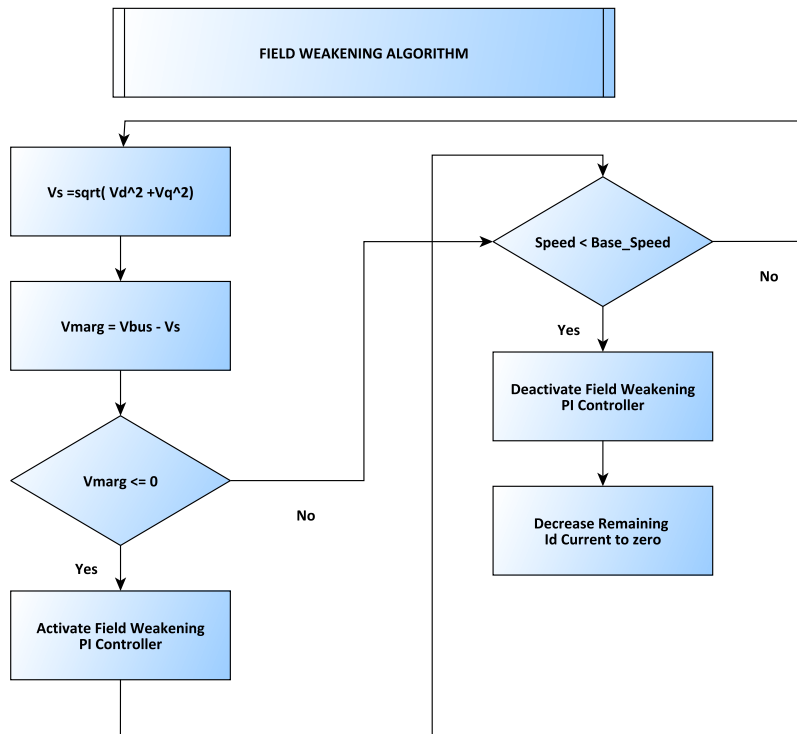 FIELD WEAKENING ALGORITHM
Vs =sqrt( Vd^2 +Vq^2)
Vmarg = Vbus - Vs
Vmarg <= 0
No
Yes
Activate Field Weakening
PI Controller
Speed < Base_Speed
No
Yes
Deactivate Field Weakening
PI Controller
Decrease Remaining
Id Current to zero